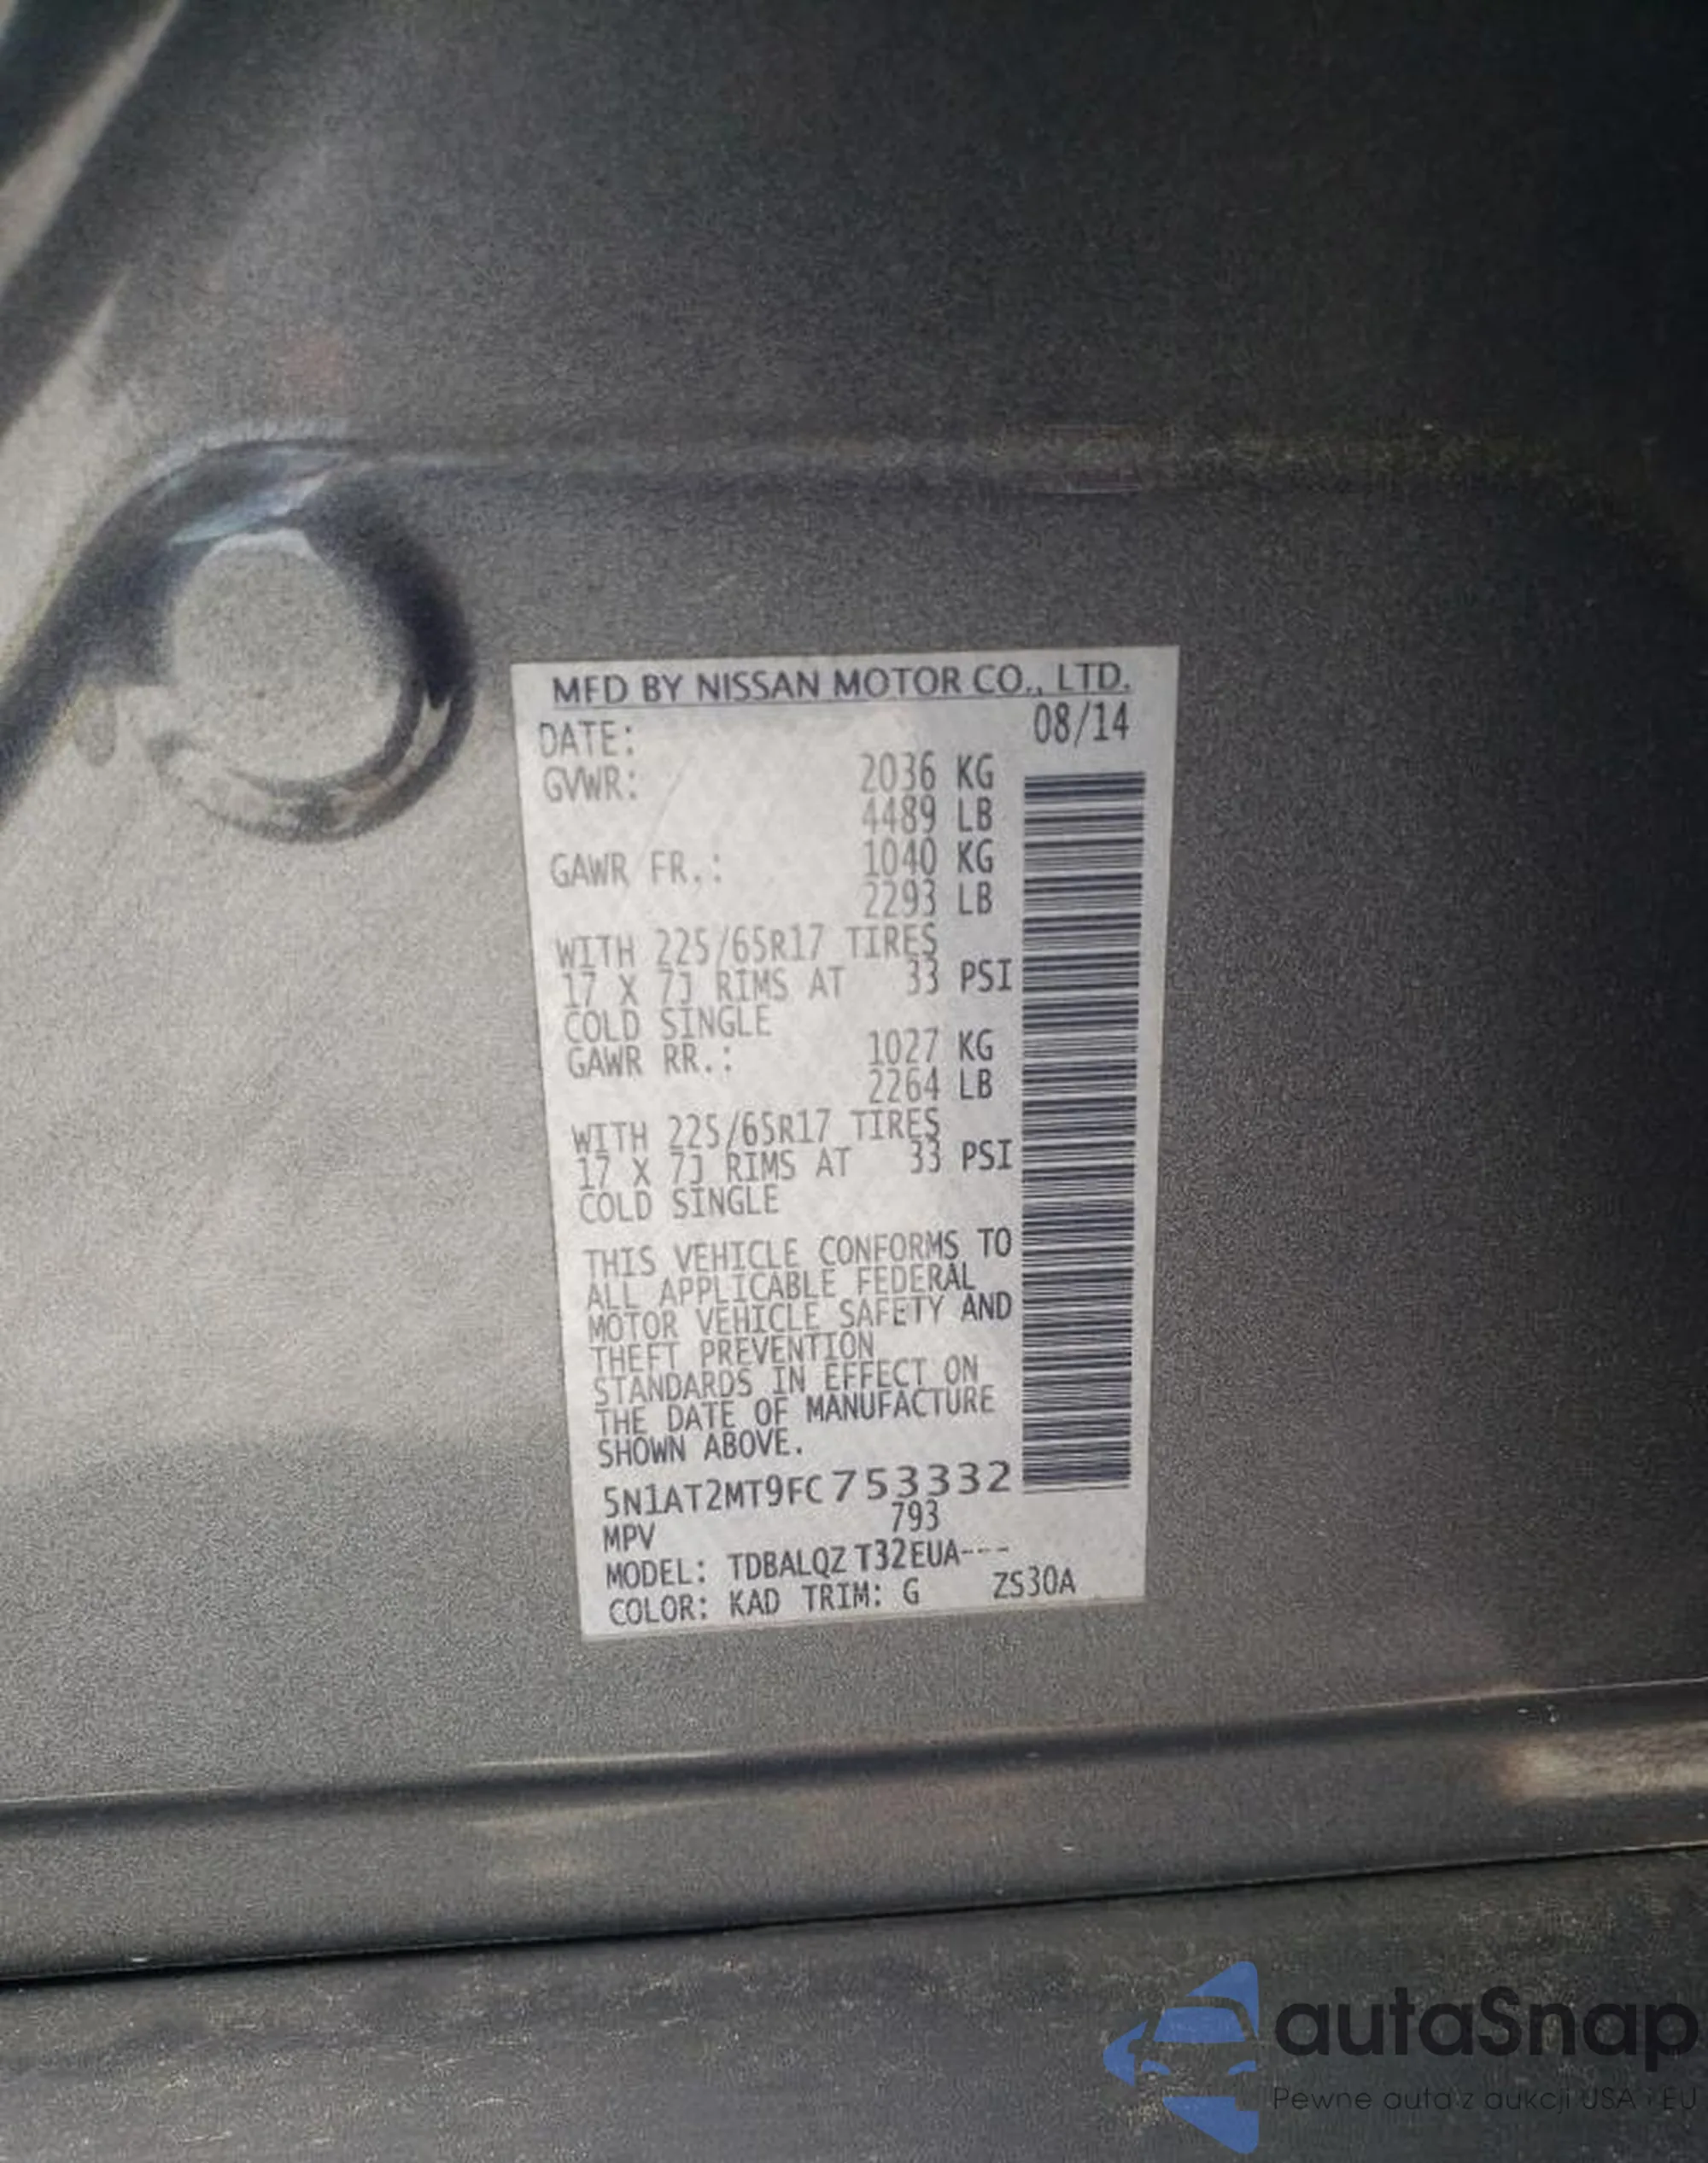 MFD BY NISSAN MOTOR CO., LTD.
DATE: 08/14
GVWR: 2036 KG
4489 LB
GAWR FR.: 1040 KG
2293 LB
WITH 225/65R17 TIRES
17 X 7J RIMS AT 33 PSI
COLD SINGLE
GAWR RR.: 1027 KG
2264 LB
WITH 225/65R17 TIRES
17 X 7J RIMS AT 33 PSI
COLD SINGLE
THIS VEHICLE CONFORMS TO
ALL APPLICABLE FEDERAL
MOTOR VEHICLE SAFETY AND
THEFT PREVENTION
STANDARDS IN EFFECT ON
THE DATE OF MANUFACTURE
SHOWN ABOVE.
5N1AT2MT9FC753332
MPV 793
MODEL: TDBALQZ T32EUA---
COLOR: KAD TRIM: G ZS30A
autaSnap
Pewne auta z aukcji USA i EU